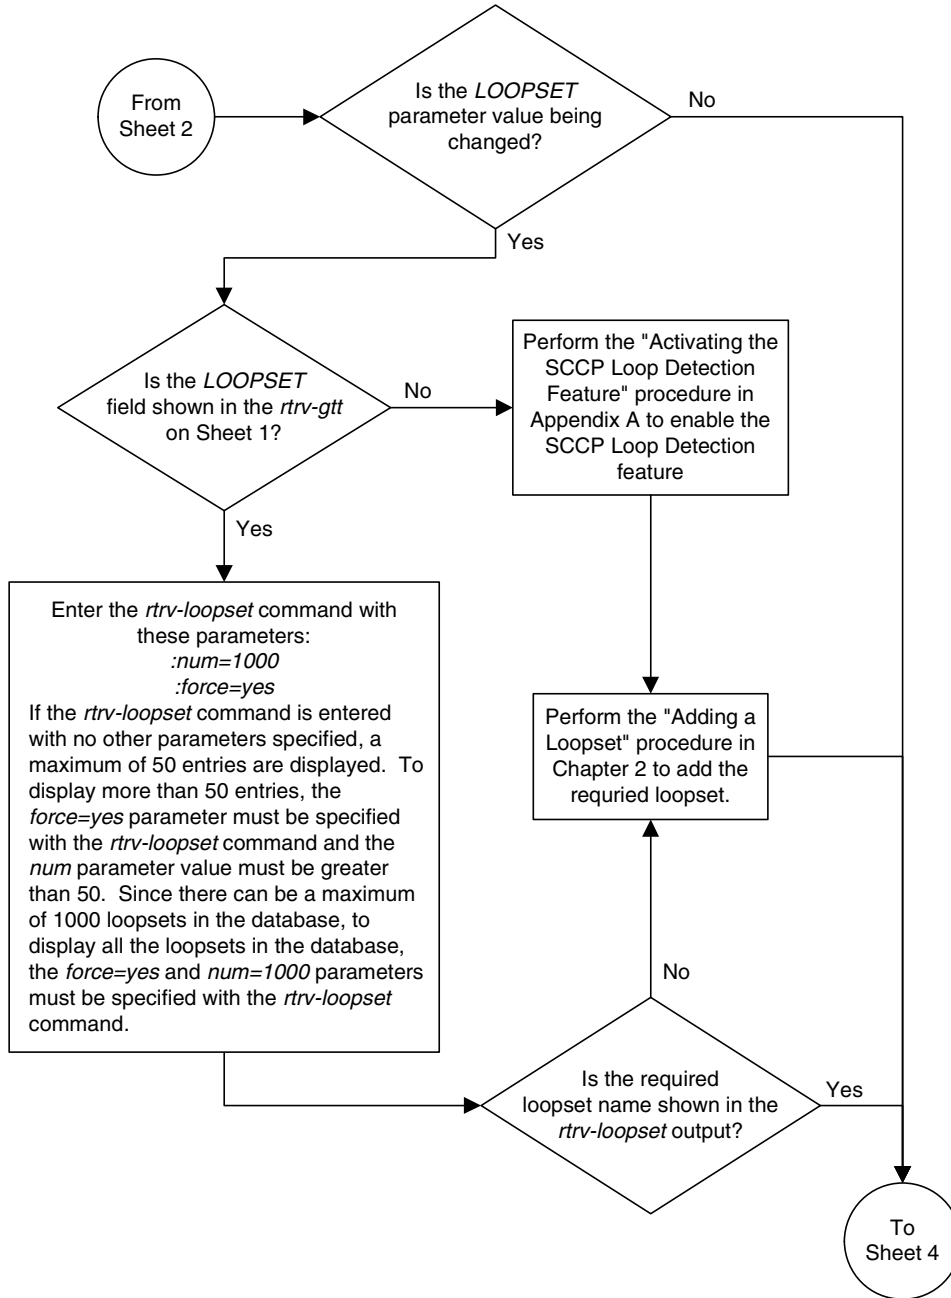 From
Sheet 2
Is the LOOPSET
parameter value being
changed?
No
Yes
Is the LOOPSET
field shown in the rtrv-gtt
on Sheet 1?
No
Perform the "Activating the
SCCP Loop Detection
Feature" procedure in
Appendix A to enable the
SCCP Loop Detection
feature
Yes
Enter the rtrv-loopset command with
these parameters:
:num=1000
:force=yes
If the rtrv-loopset command is entered
with no other parameters specified, a
maximum of 50 entries are displayed.  To
display more than 50 entries, the
force=yes parameter must be specified
with the rtrv-loopset command and the
num parameter value must be greater
than 50.  Since there can be a maximum
of 1000 loopsets in the database, to
display all the loopsets in the database,
the force=yes and num=1000 parameters
must be specified with the rtrv-loopset
command.
Perform the "Adding a
Loopset" procedure in
Chapter 2 to add the
requried loopset.
No
Is the required
loopset name shown in the
rtrv-loopset output?
Yes
To
Sheet 4